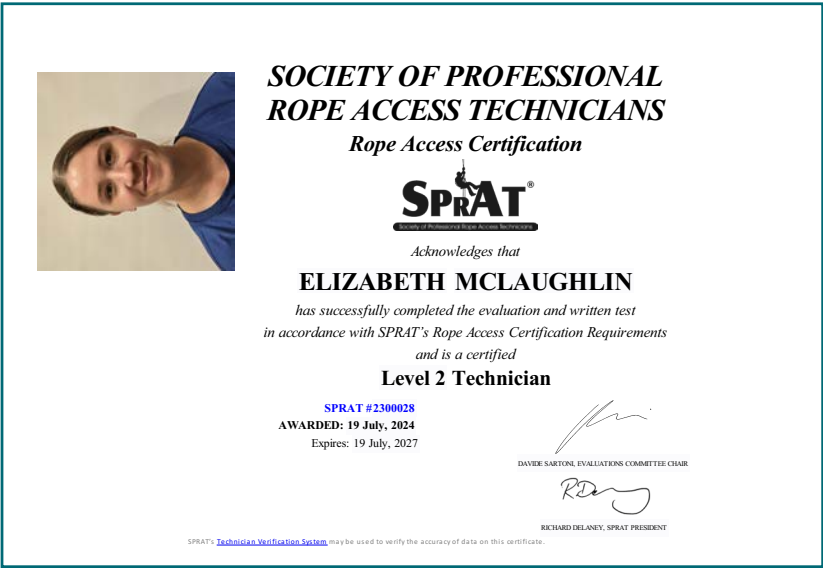 SOCIETY OF PROFESSIONAL
ROPE ACCESS TECHNICIANS
Rope Access Certification
SPRAT®
Society of Professional Rope Access Technicians
Acknowledges that
ELIZABETH MCLAUGHLIN
has successfully completed the evaluation and written test
in accordance with SPRAT's Rope Access Certification Requirements
and is a certified
Level 2 Technician
SPRAT #2300028
AWARDED: 19 July, 2024
Expires: 19 July, 2027
DAVIDE SARTONI, EVALUATIONS COMMITTEE CHAIR
RICHARD DELANEY, SPRAT PRESIDENT
SPRAT's Technician Verification System may be used to verify the accuracy of data on this certificate.